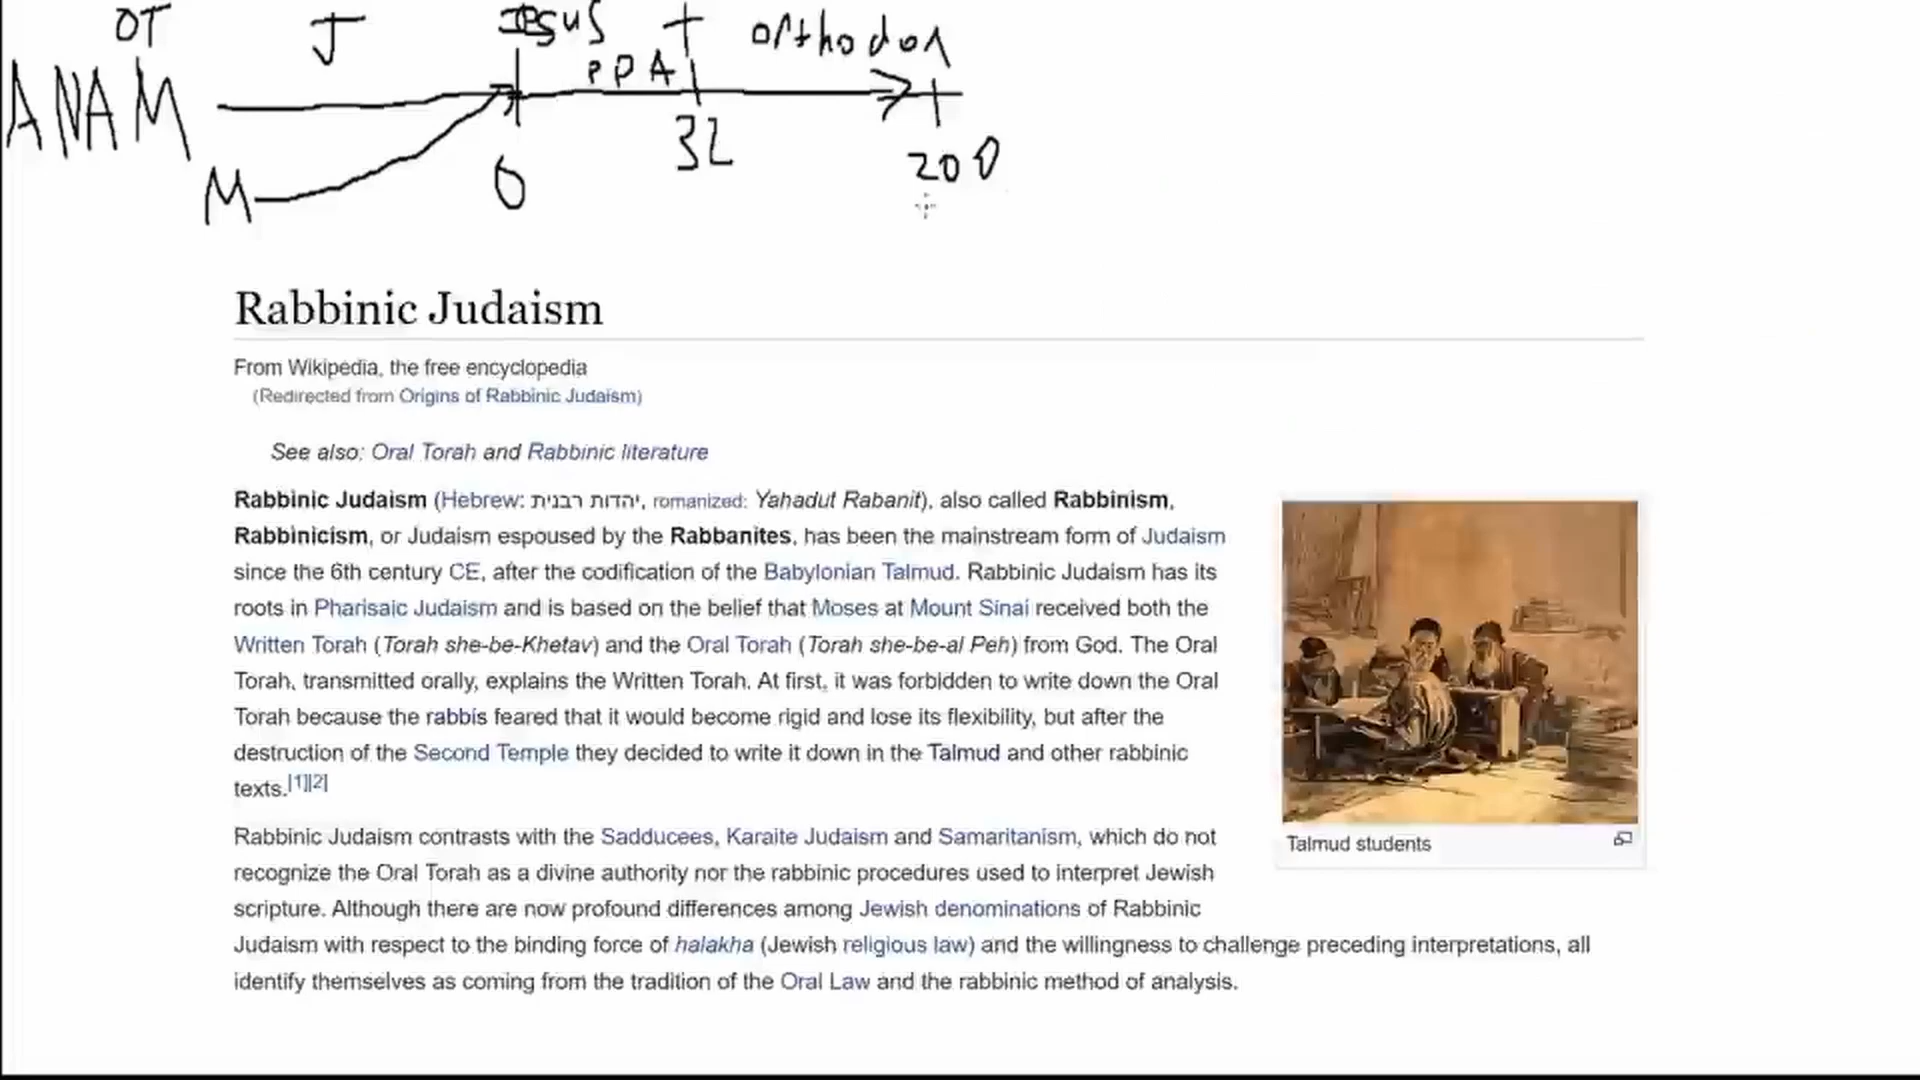 OT J Jesus † Orthodox
PPA
ANAM
32
M 0 200
Rabbinic Judaism
From Wikipedia, the free encyclopedia
(Redirected from Origins of Rabbinic Judaism)
See also: Oral Torah and Rabbinic literature
Rabbinic Judaism (Hebrew: יהדות רבנית, romanized: Yahadut Rabanit), also called Rabbinism,
Rabbinicism, or Judaism espoused by the Rabbanites, has been the mainstream form of Judaism
since the 6th century CE, after the codification of the Babylonian Talmud. Rabbinic Judaism has its
roots in Pharisaic Judaism and is based on the belief that Moses at Mount Sinai received both the
Written Torah (Torah she-be-Khetav) and the Oral Torah (Torah she-be-al Peh) from God. The Oral
Torah, transmitted orally, explains the Written Torah. At first, it was forbidden to write down the Oral
Torah because the rabbis feared that it would become rigid and lose its flexibility, but after the
destruction of the Second Temple they decided to write it down in the Talmud and other rabbinic
texts.[1][2]
Rabbinic Judaism contrasts with the Sadducees, Karaite Judaism and Samaritanism, which do not
recognize the Oral Torah as a divine authority nor the rabbinic procedures used to interpret Jewish
scripture. Although there are now profound differences among Jewish denominations of Rabbinic
Judaism with respect to the binding force of halakha (Jewish religious law) and the willingness to challenge preceding interpretations, all
identify themselves as coming from the tradition of the Oral Law and the rabbinic method of analysis.
Talmud students